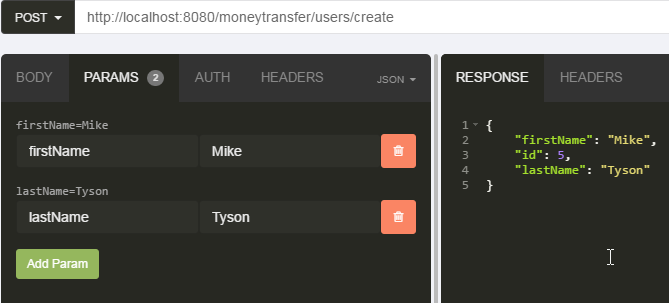 POST http://localhost:8080/moneytransfer/users/create
BODY PARAMS 2 AUTH HEADERS JSON
firstName=Mike
firstName Mike
lastName=Tyson
lastName Tyson
Add Param
RESPONSE HEADERS
1 {
2 "firstName": "Mike",
3 "id": 5,
4 "lastName": "Tyson"
5 }